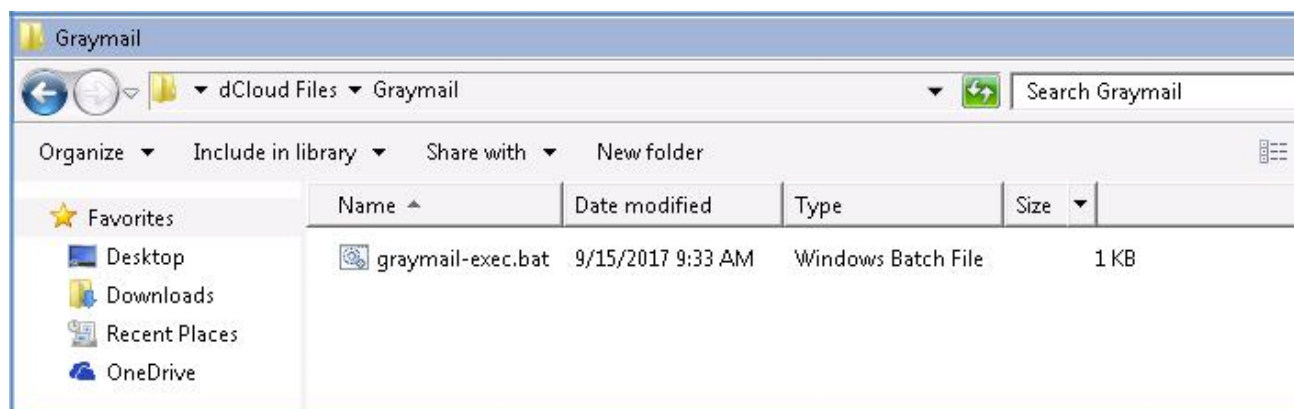 Graymail
dCloud Files Graymail Search Graymail
Organize Include in library Share with New folder
Name Date modified Type Size
Favorites
graymail-exec.bat 9/15/2017 9:33 AM Windows Batch File 1 KB
Desktop
Downloads
Recent Places
OneDrive